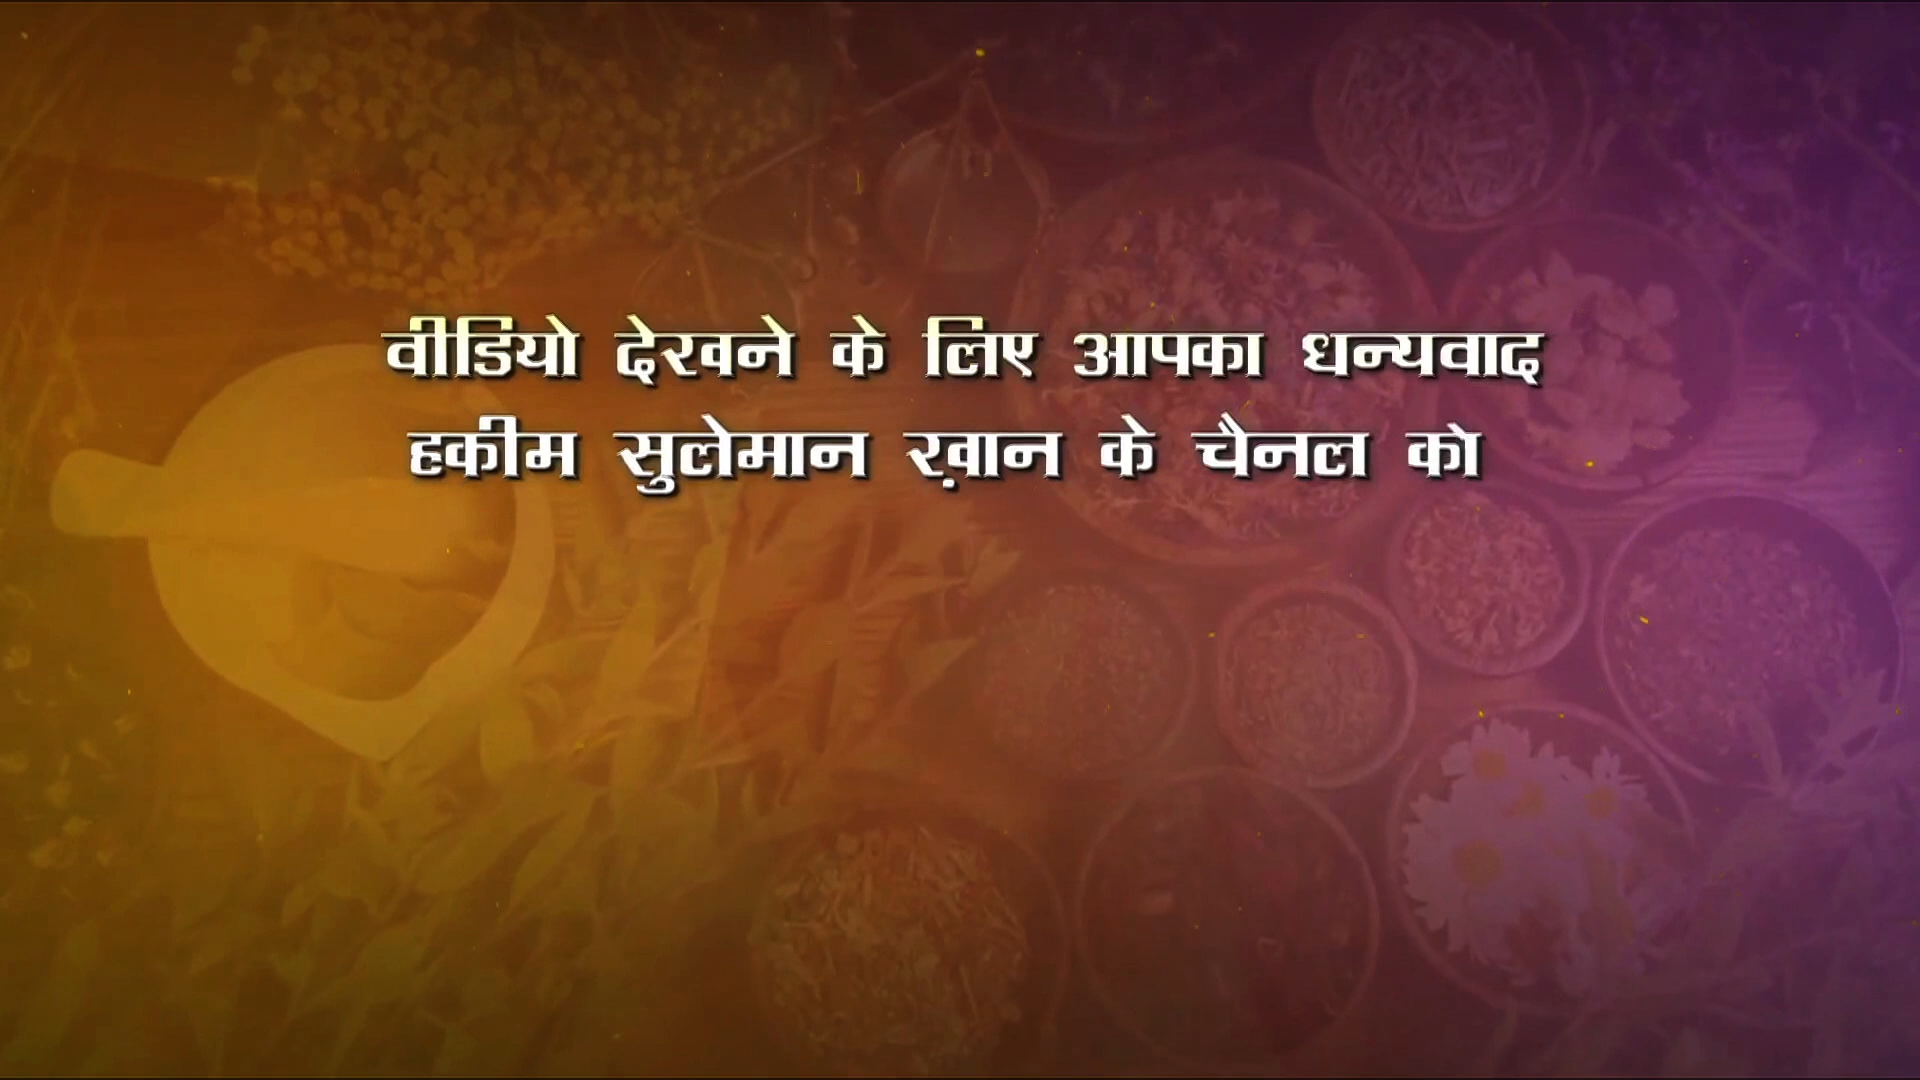 वीडियो देखने के लिए आपका धन्यवाद
हकीम सुलेमान ख़ान के चैनल को